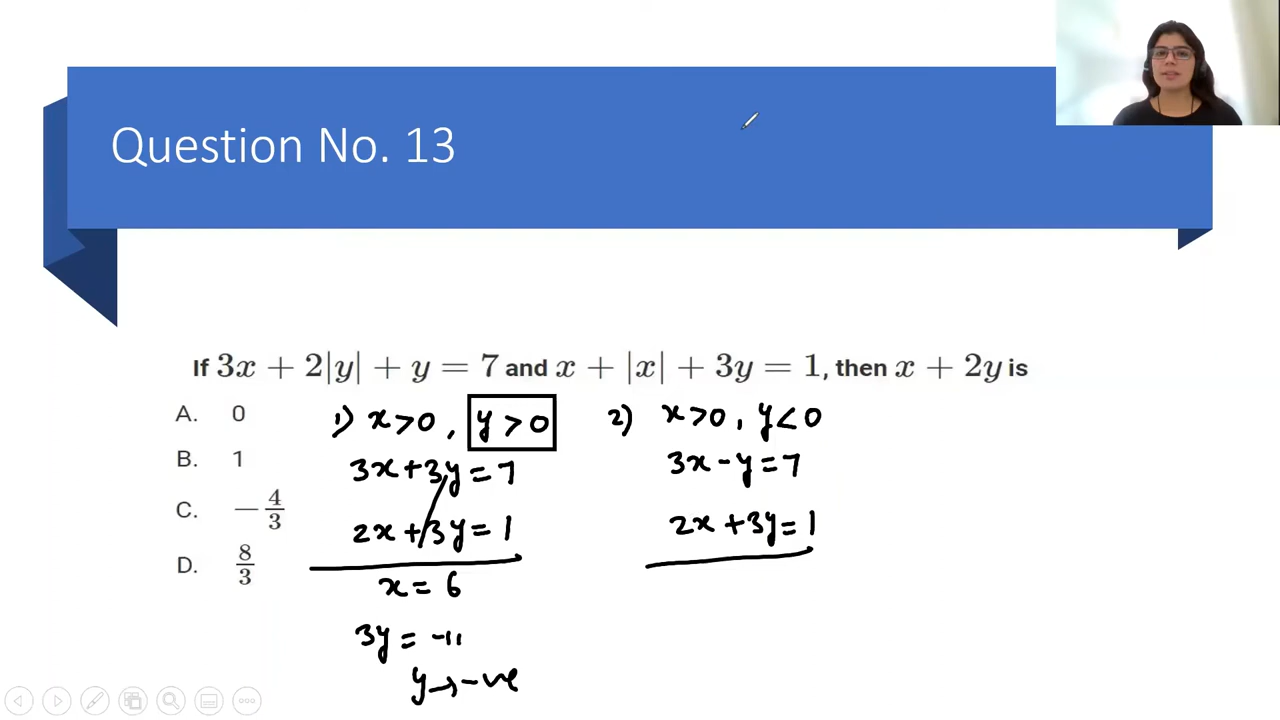 Question No. 13
If 3x + 2|y| + y = 7 and x + |x| + 3y = 1, then x + 2y is
A. 0
B. 1
C. -4/3
D. 8/3
1) x > 0, y > 0
3x + 3y = 7
2x + 3y = 1
x = 6
3y = -11
y → -ve
2) x > 0, y < 0
3x - y = 7
2x + 3y = 1